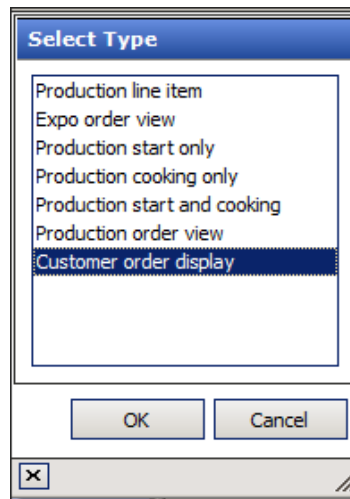 Select Type
Production line item
Expo order view
Production start only
Production cooking only
Production start and cooking
Production order view
Customer order display
OK
Cancel